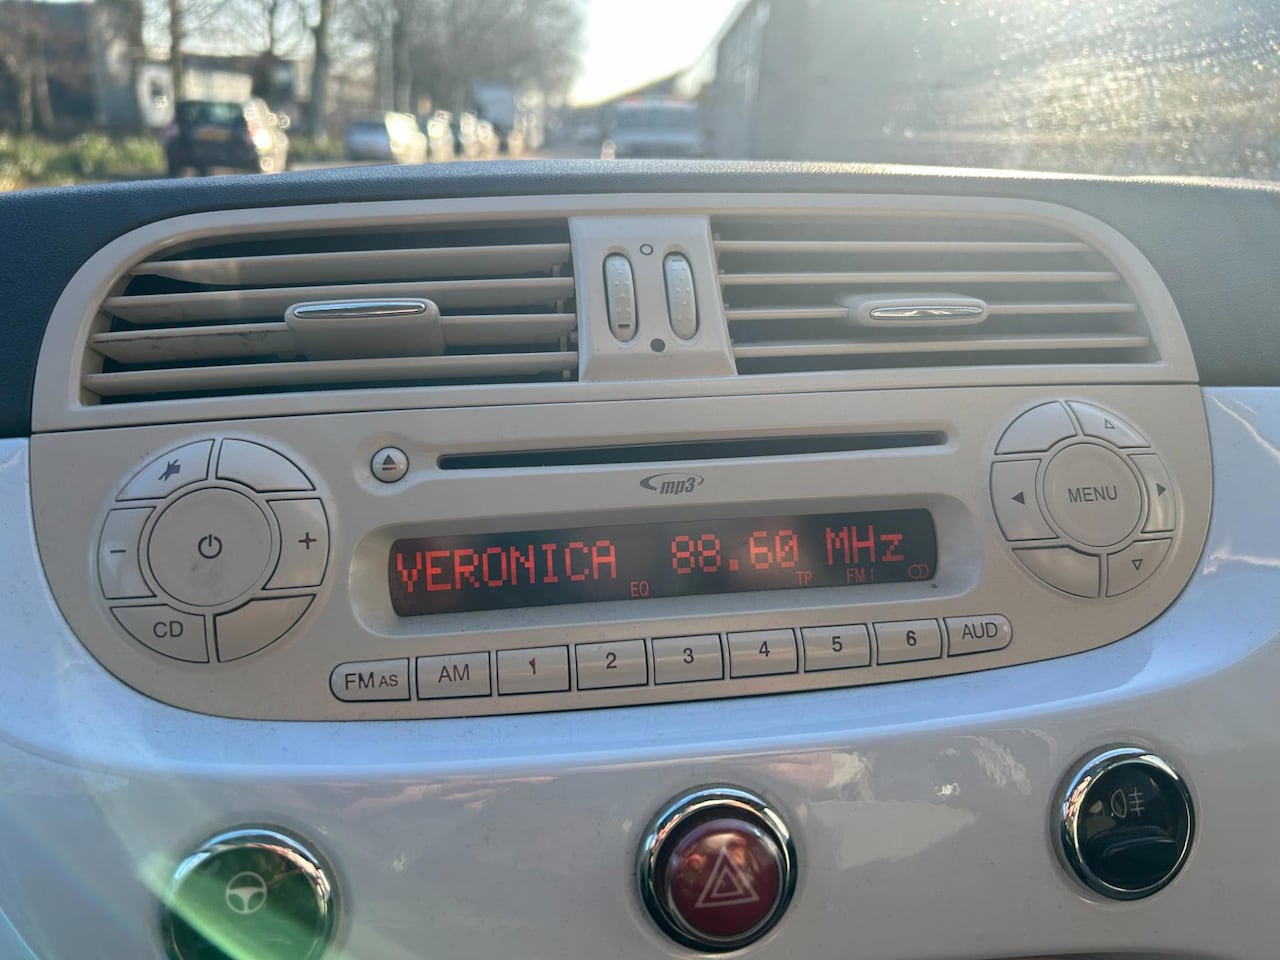 mp3
VERONICA 88.60 MHz
EQ TP FM1
MENU
CD
FM AS AM 1 2 3 4 5 6 AUD